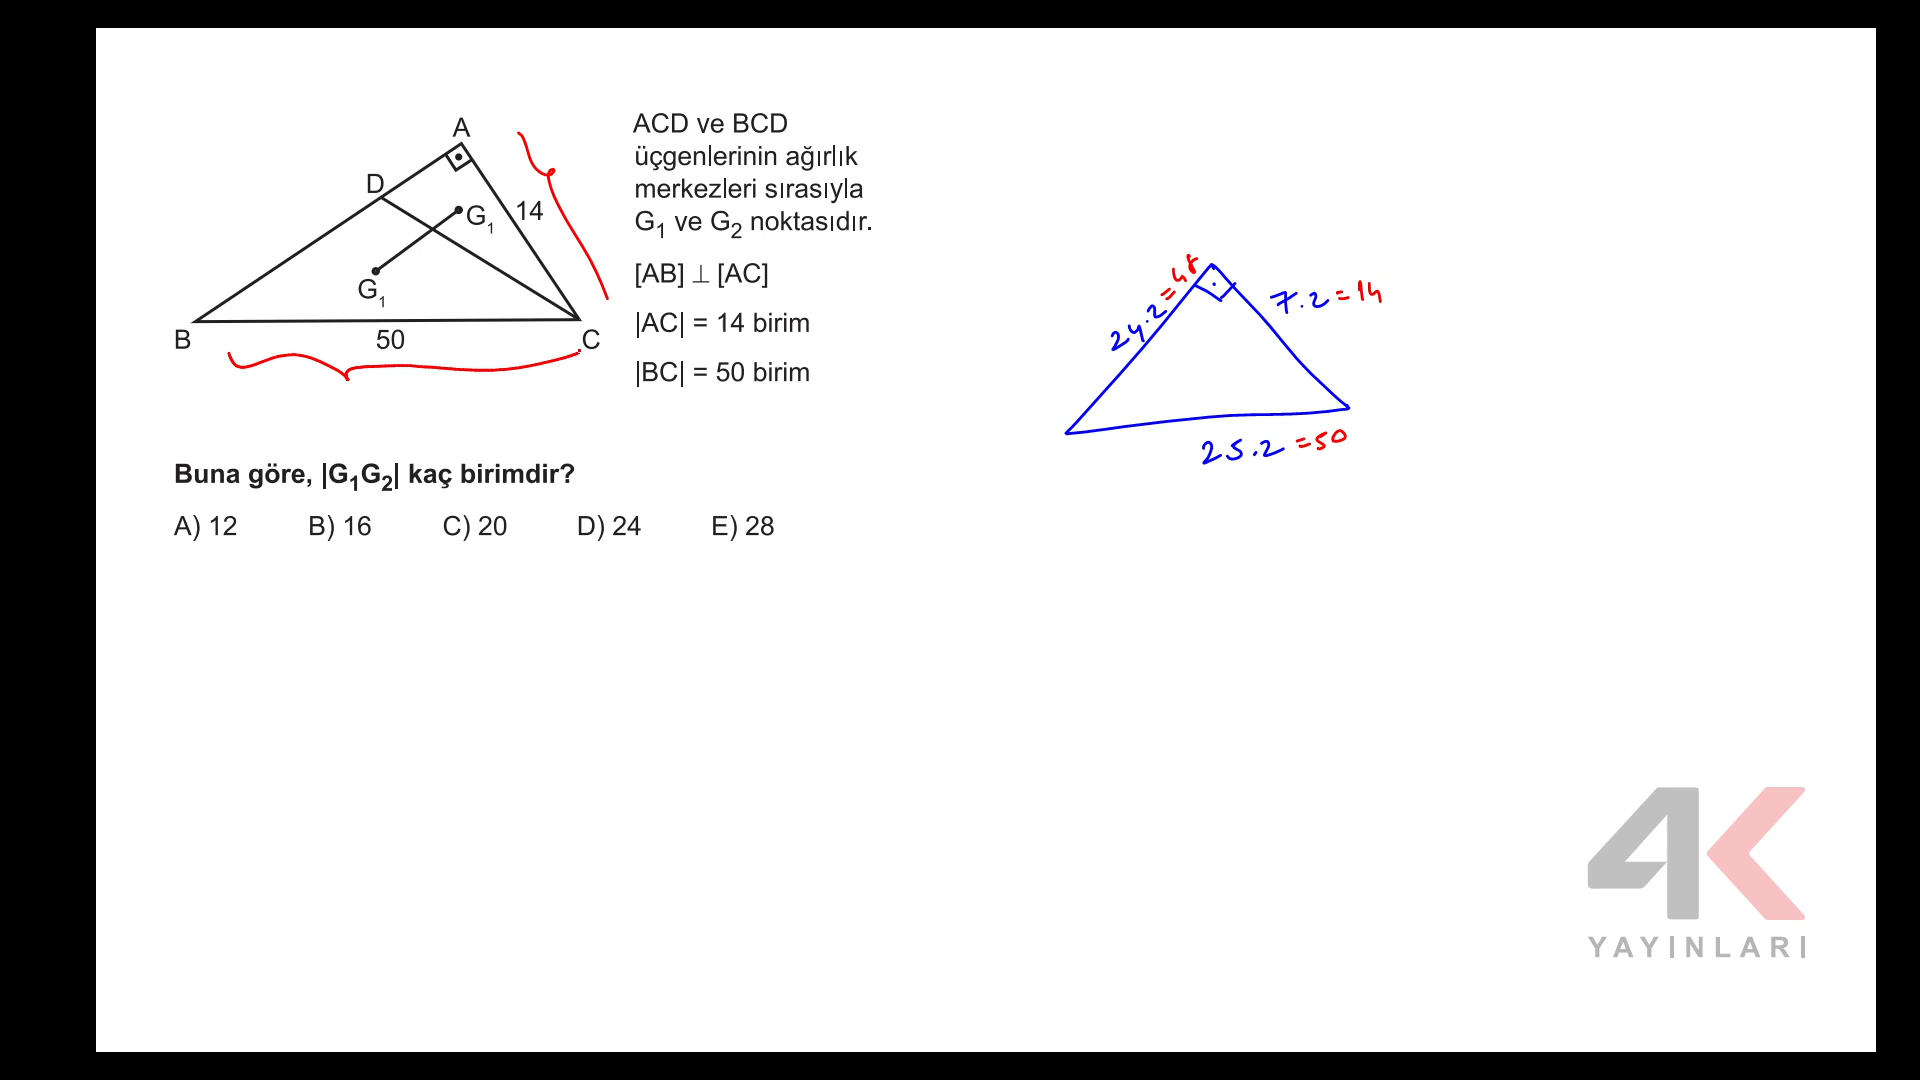 A
D
G1
14
G1
B
50
C
ACD ve BCD
üçgenlerinin ağırlık
merkezleri sırasıyla
G1 ve G2 noktasıdır.
[AB] ⊥ [AC]
|AC| = 14 birim
|BC| = 50 birim
Buna göre, |G1G2| kaç birimdir?
A) 12 B) 16 C) 20 D) 24 E) 28
24.2 = 48
7.2 = 14
25.2 = 50
4K
YAYINLARI